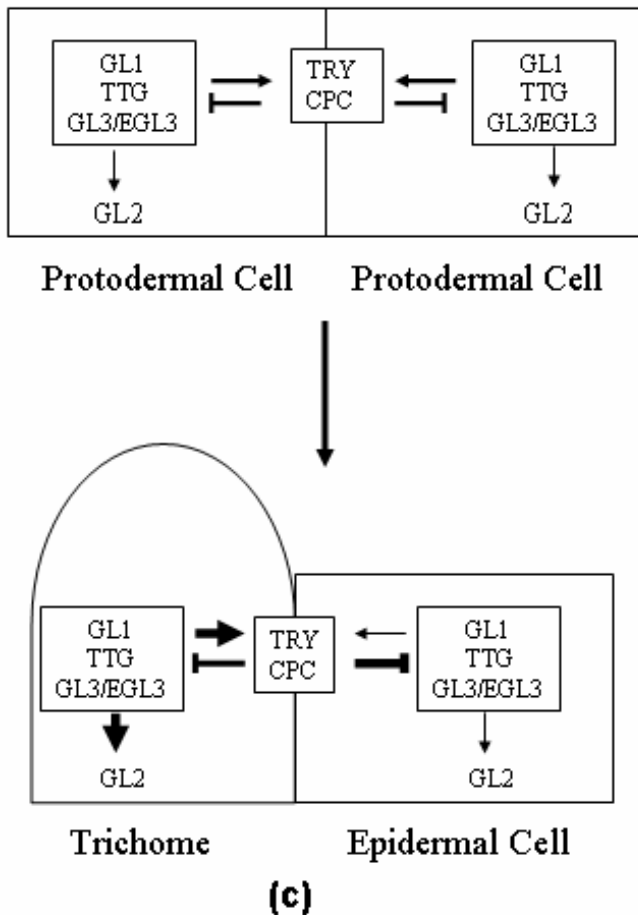 GL1
TTG
GL3/EGL3
TRY
CPC
GL1
TTG
GL3/EGL3
GL2
GL2
Protodermal Cell
Protodermal Cell
GL1
TTG
GL3/EGL3
TRY
CPC
GL1
TTG
GL3/EGL3
GL2
GL2
Trichome
Epidermal Cell
(c)